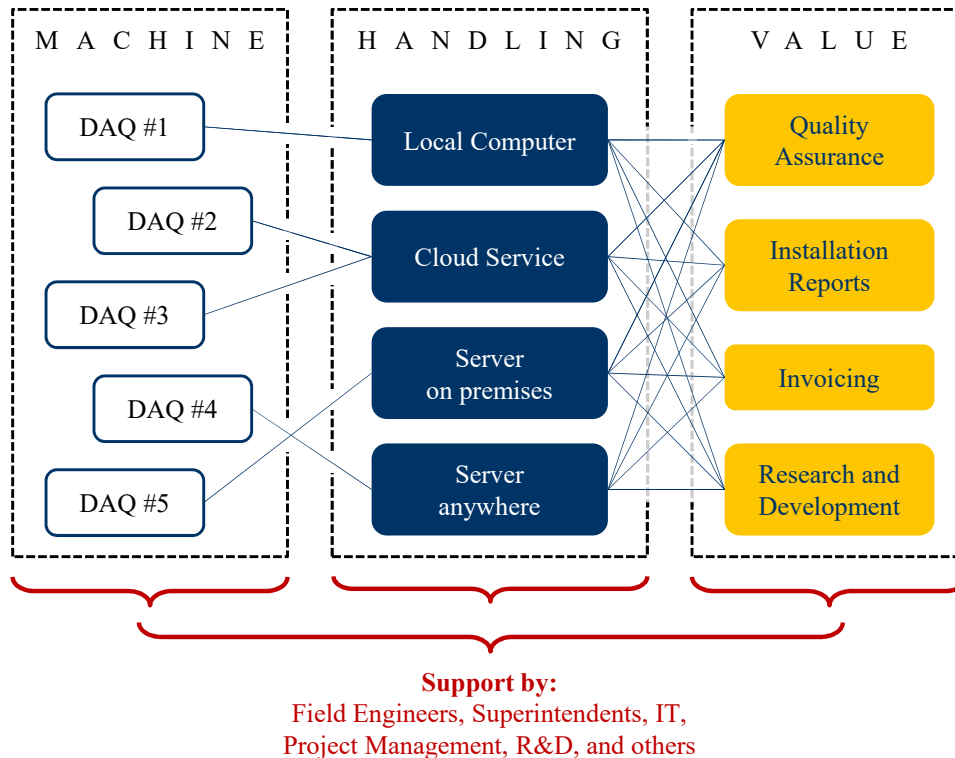 M A C H I N E
H A N D L I N G
V A L U E
DAQ #1
DAQ #2
DAQ #3
DAQ #4
DAQ #5
Local Computer
Cloud Service
Server
on premises
Server
anywhere
Quality
Assurance
Installation
Reports
Invoicing
Research and
Development
Support by:
Field Engineers, Superintendents, IT,
Project Management, R&D, and others